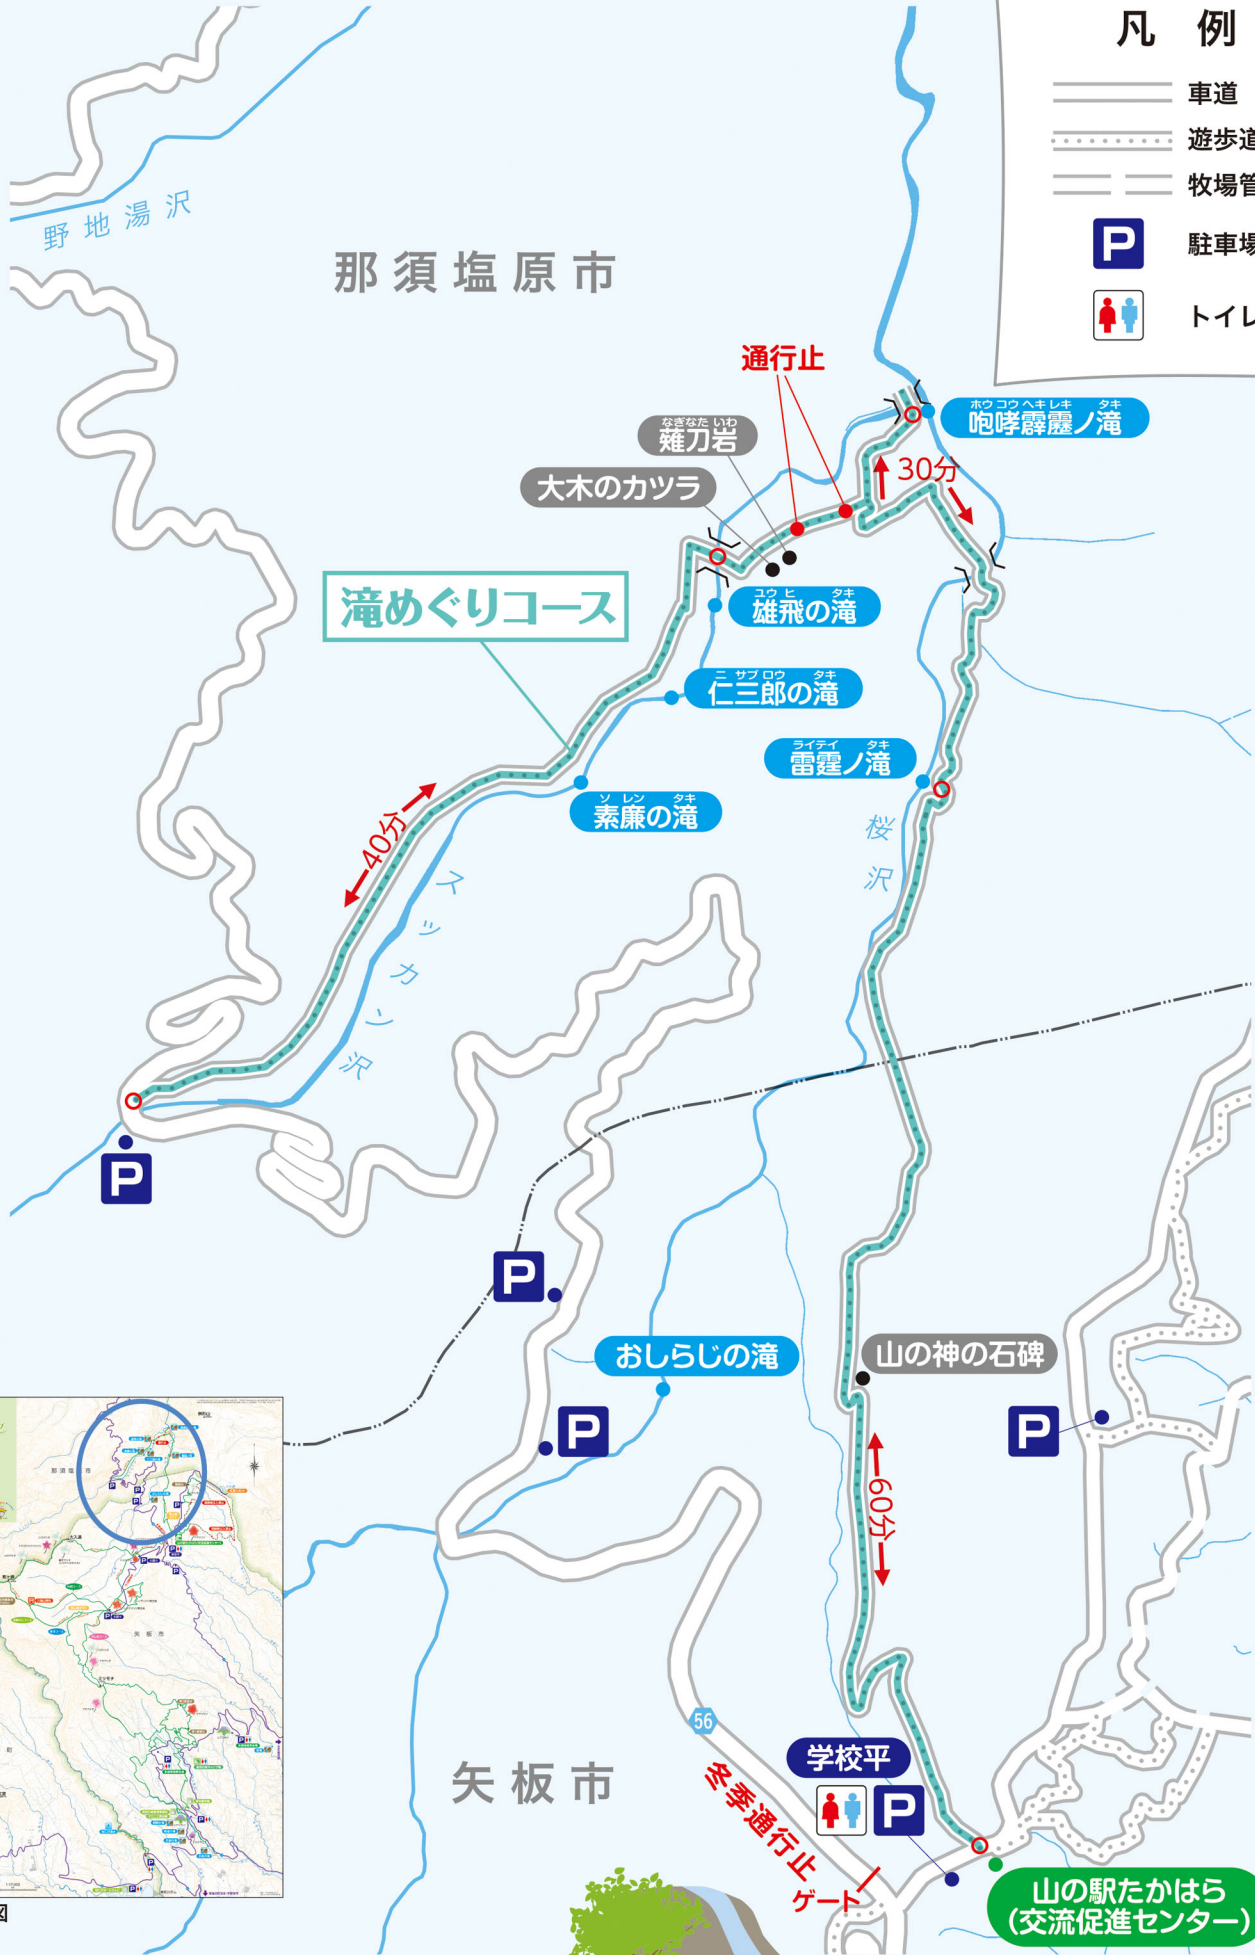 凡 例
車道
遊歩道
牧場管
P
駐車場
トイレ
野地湯沢
那須塩原市
通行止
ホウコウヘキレキ タキ
咆哮霹靂ノ滝
なぎなた いわ
薙刀岩
30分
大木のカツラ
滝めぐりコース
ユウ ヒ タキ
雄飛の滝
ニ サブロウ タキ
仁三郎の滝
ライテイ タキ
雷霆ノ滝
ソ レン タキ
素廉の滝
40分
桜沢
スッカン沢
P
P
おしらじの滝
山の神の石碑
P
P
60分
56
学校平
P
矢板市
冬季通行止
ゲート
山の駅たかはら
(交流促進センター)
図